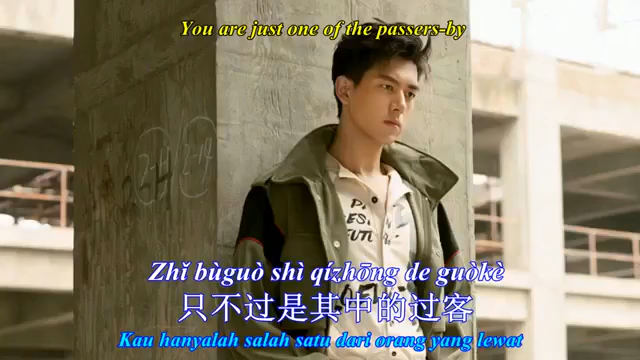 You are just one of the passers-by
Zhǐ bùguò shì qízhōng de guòkè
只不过是其中的过客
Kau hanyalah salah satu dari orang yang lewat